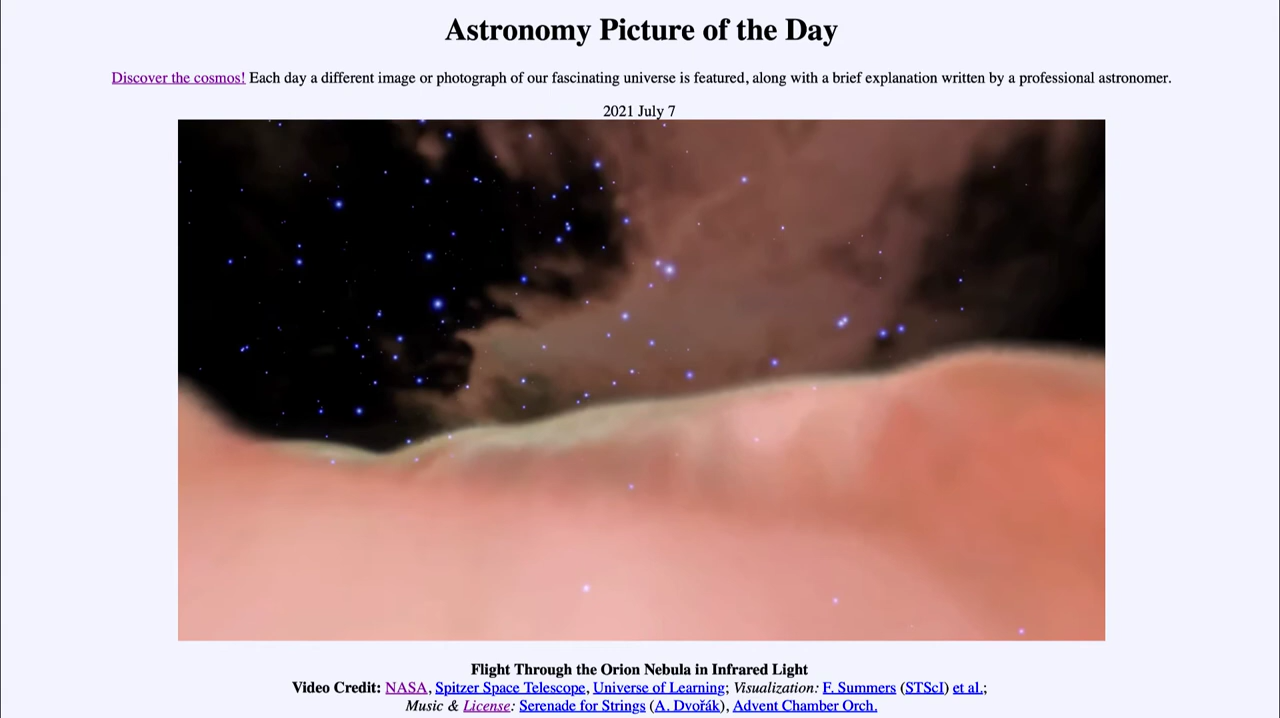 Astronomy Picture of the Day
Discover the cosmos! Each day a different image or photograph of our fascinating universe is featured, along with a brief explanation written by a professional astronomer.
2021 July 7
Flight Through the Orion Nebula in Infrared Light
Video Credit: NASA, Spitzer Space Telescope, Universe of Learning; Visualization: F. Summers (STScI) et al.;
Music & License: Serenade for Strings (A. Dvořák), Advent Chamber Orch.